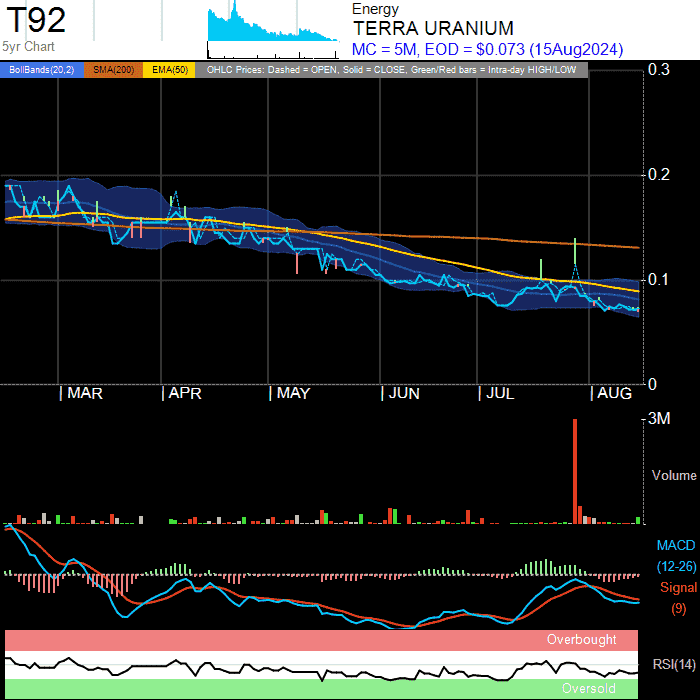 T92
5yr Chart
Energy
TERRA URANIUM
MC = 5M, EOD = $0.073 (15Aug2024)
BollBands(20,2) SMA(200) EMA(50) OHLC Prices: Dashed = OPEN, Solid = CLOSE, Green/Red bars = Intra-day HIGH/LOW
0.3
0.2
0.1
0
MAR APR MAY JUN JUL AUG
3M
Volume
MACD
(12-26)
Signal
(9)
Overbought
RSI(14)
Oversold